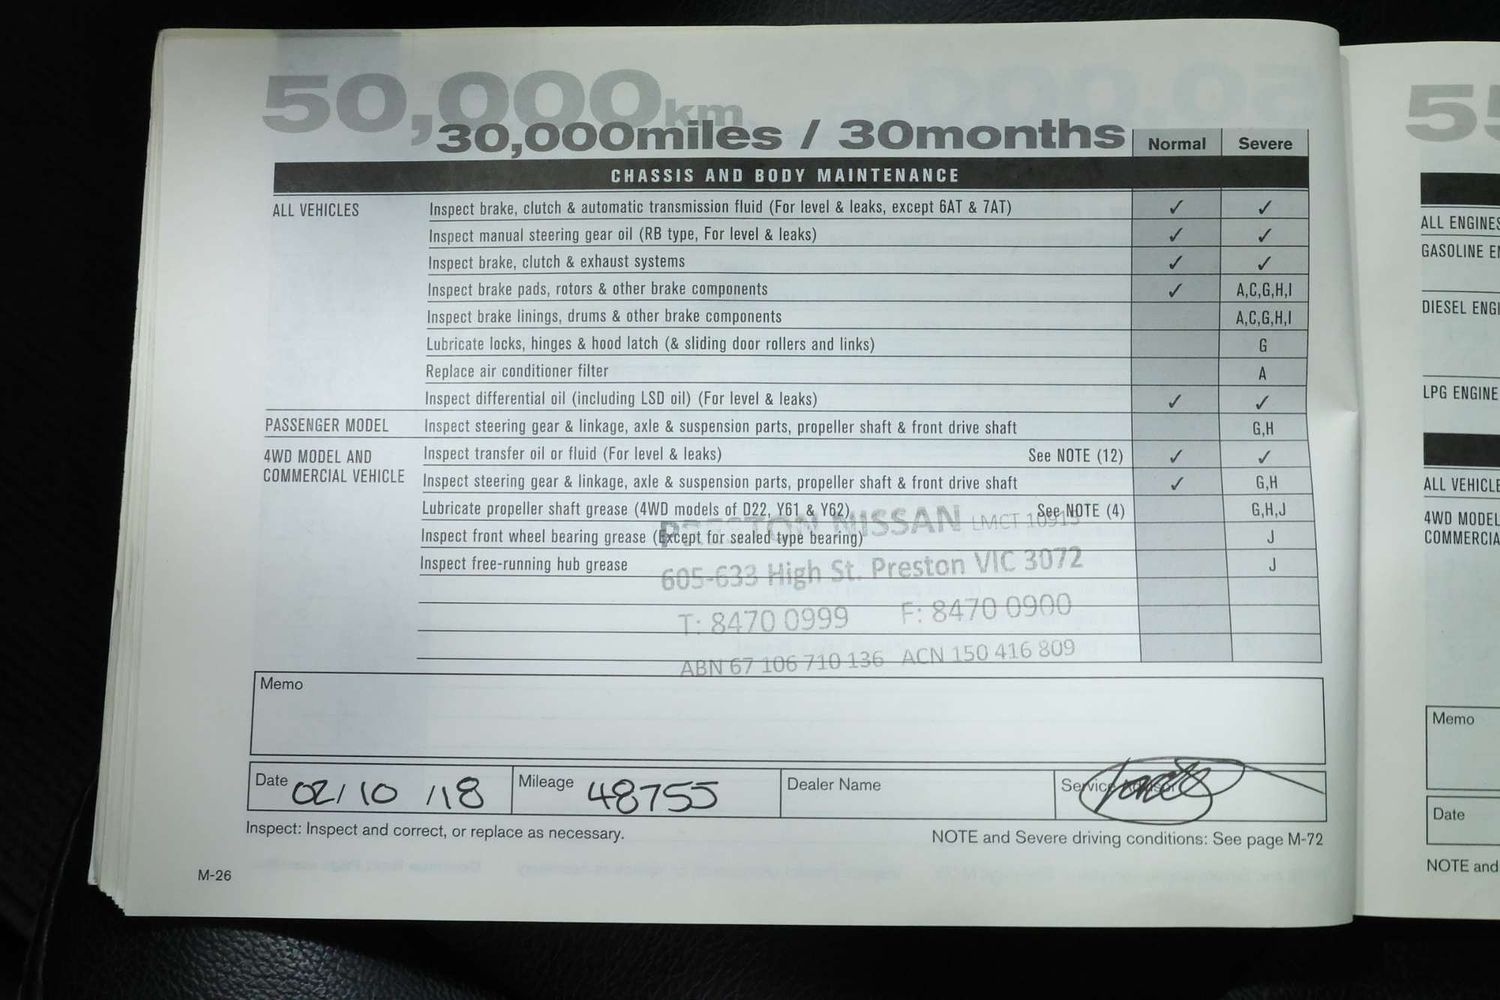 50,000km
30,000miles / 30months
Normal Severe
CHASSIS AND BODY MAINTENANCE
ALL VEHICLES Inspect brake, clutch & automatic transmission fluid (For level & leaks, except 6AT & 7AT) ✓ ✓
Inspect manual steering gear oil (RB type, For level & leaks) ✓ ✓
Inspect brake, clutch & exhaust systems ✓ ✓
Inspect brake pads, rotors & other brake components ✓ A,C,G,H,I
Inspect brake linings, drums & other brake components A,C,G,H,I
Lubricate locks, hinges & hood latch (& sliding door rollers and links) G
Replace air conditioner filter A
Inspect differential oil (including LSD oil) (For level & leaks) ✓ ✓
PASSENGER MODEL Inspect steering gear & linkage, axle & suspension parts, propeller shaft & front drive shaft G,H
4WD MODEL AND COMMERCIAL VEHICLE
Inspect transfer oil or fluid (For level & leaks) See NOTE (12) ✓ ✓
Inspect steering gear & linkage, axle & suspension parts, propeller shaft & front drive shaft ✓ G,H
Lubricate propeller shaft grease (4WD models of D22, Y61 & Y62) See NOTE (4) G,H,J
Inspect front wheel bearing grease (Except for sealed type bearing) J
Inspect free-running hub grease J
PRESTON NISSAN LMCT 10915
605-633 High St. Preston VIC 3072
T: 8470 0999 F: 8470 0900
ABN 67 106 710 136 ACN 150 416 809
Memo
Date 02/10/18 Mileage 48755 Dealer Name Service
Inspect: Inspect and correct, or replace as necessary.
NOTE and Severe driving conditions: See page M-72
M-26
55
ALL ENGINES
GASOLINE
DIESEL
LPG ENGINE
ALL VEHICLE
4WD MODEL
Memo
Date
NOTE and